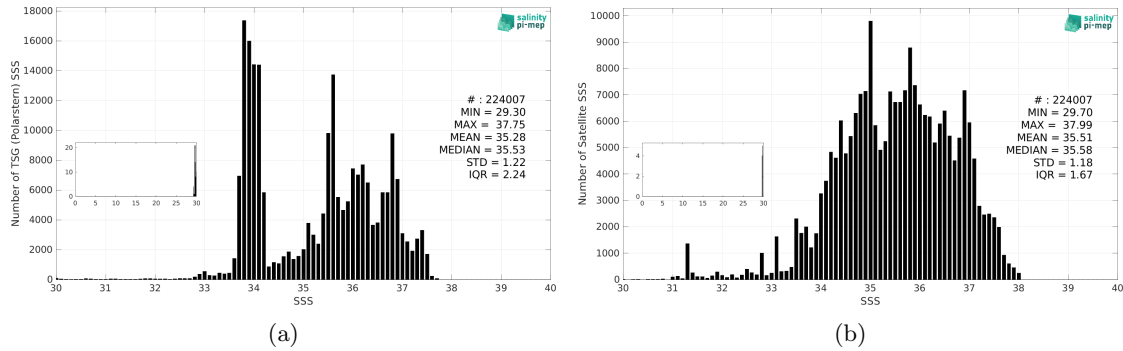 salinity
pi-mep
Number of TSG (Polarstern) SSS
18000
16000
14000
12000
10000
8000
6000
4000
2000
0
# : 224007
MIN = 29.30
MAX = 37.75
MEAN = 35.28
MEDIAN = 35.53
STD = 1.22
IQR = 2.24
20
10
0
0 5 10 15 20 25 30
30 31 32 33 34 35 36 37 38 39 40
SSS
(a)
salinity
pi-mep
Number of Satellite SSS
10000
9000
8000
7000
6000
5000
4000
3000
2000
1000
0
# : 224007
MIN = 29.70
MAX = 37.99
MEAN = 35.51
MEDIAN = 35.58
STD = 1.18
IQR = 1.67
4
2
0
0 5 10 15 20 25 30
30 31 32 33 34 35 36 37 38 39 40
SSS
(b)